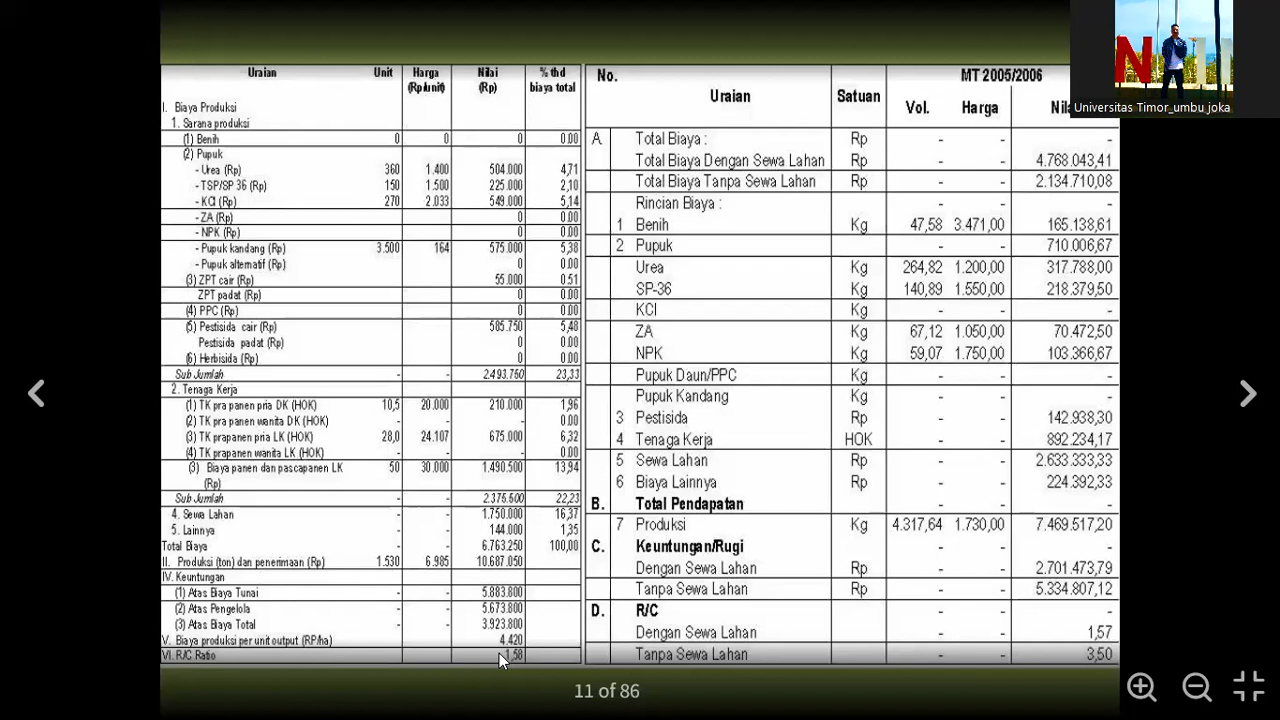 Uraian Unit Harga (Rp/unit) Nilai (Rp) % thd biaya total
I. Biaya Produksi
1. Sarana produksi
(1) Benih 0 0 0 0.00
(2) Pupuk
- Urea (Rp) 360 1.400 504.000 4,71
- TSP/SP 36 (Rp) 150 1.500 225.000 2,10
- KCl (Rp) 270 2.033 549.000 5,14
- ZA (Rp) 0 0.00
- NPK (Rp) 0 0.00
- Pupuk kandang (Rp) 3.500 164 575.000 5,38
- Pupuk alternatif (Rp) 0 0.00
(3) ZPT cair (Rp) 55.000 0.51
ZPT padat (Rp) 0 0.00
(4) PPC (Rp) 0 0.00
(5) Pestisida cair (Rp) 585.750 5,48
Pestisida padat (Rp) 0 0.00
(6) Herbisida (Rp) 0 0.00
Sub Jumlah - - 2.493.750 23,33
2. Tenaga Kerja
(1) TK pra panen pria DK (HOK) 10,5 20.000 210.000 1,96
(2) TK pra panen wanita DK (HOK) - - 0.00
(3) TK prapanen pria LK (HOK) 28,0 24.107 675.000 6,32
(4) TK prapanen wanita LK (HOK) - - 0.00
(3) Biaya panen dan pascapanen LK (Rp) 50 30.000 1.490.500 13,94
Sub Jumlah - - 2.375.500 22,23
4. Sewa Lahan - - 1.750.000 16,37
5. Lainnya - - 144.000 1,35
Total Biaya - - 6.763.250 100,00
II. Produksi (ton) dan penerimaan (Rp) 1.530 6.985 10.687.050
IV. Keuntungan
(1) Atas Biaya Tunai - - 5.883.800
(2) Atas Pengelola - - 5.673.800
(3) Atas Biaya Total - - 3.923.800
V. Biaya produksi per unit output (RP/ha) 4.420
VI. R/C Ratio 1,58
No. Uraian Satuan MT 2005/2006
Vol. Harga
A. Total Biaya : Rp - - -
Total Biaya Dengan Sewa Lahan Rp - - 4.768.043,41
Total Biaya Tanpa Sewa Lahan Rp - - 2.134.710,08
Rincian Biaya : - - -
1 Benih Kg 47,58 3.471,00 165.138,61
2 Pupuk - - 710.006,67
Urea Kg 264,82 1.200,00 317.788,00
SP-36 Kg 140,89 1.550,00 218.379,50
KCl Kg - - -
ZA Kg 67,12 1.050,00 70.472,50
NPK Kg 59,07 1.750,00 103.366,67
Pupuk Daun/PPC Kg - - -
Pupuk Kandang Kg - - -
3 Pestisida Rp - - 142.938,30
4 Tenaga Kerja HOK - - 892.234,17
5 Sewa Lahan Rp - - 2.633.333,33
6 Biaya Lainnya Rp - - 224.392,33
B. Total Pendapatan - - -
7 Produksi Kg 4.317,64 1.730,00 7.469.517,20
C. Keuntungan/Rugi - - -
Dengan Sewa Lahan Rp - - 2.701.473,79
Tanpa Sewa Lahan Rp - - 5.334.807,12
D. R/C - - -
Dengan Sewa Lahan - - 1,57
Tanpa Sewa Lahan - - 3,50
Universitas Timor_umbu joka
11 of 86